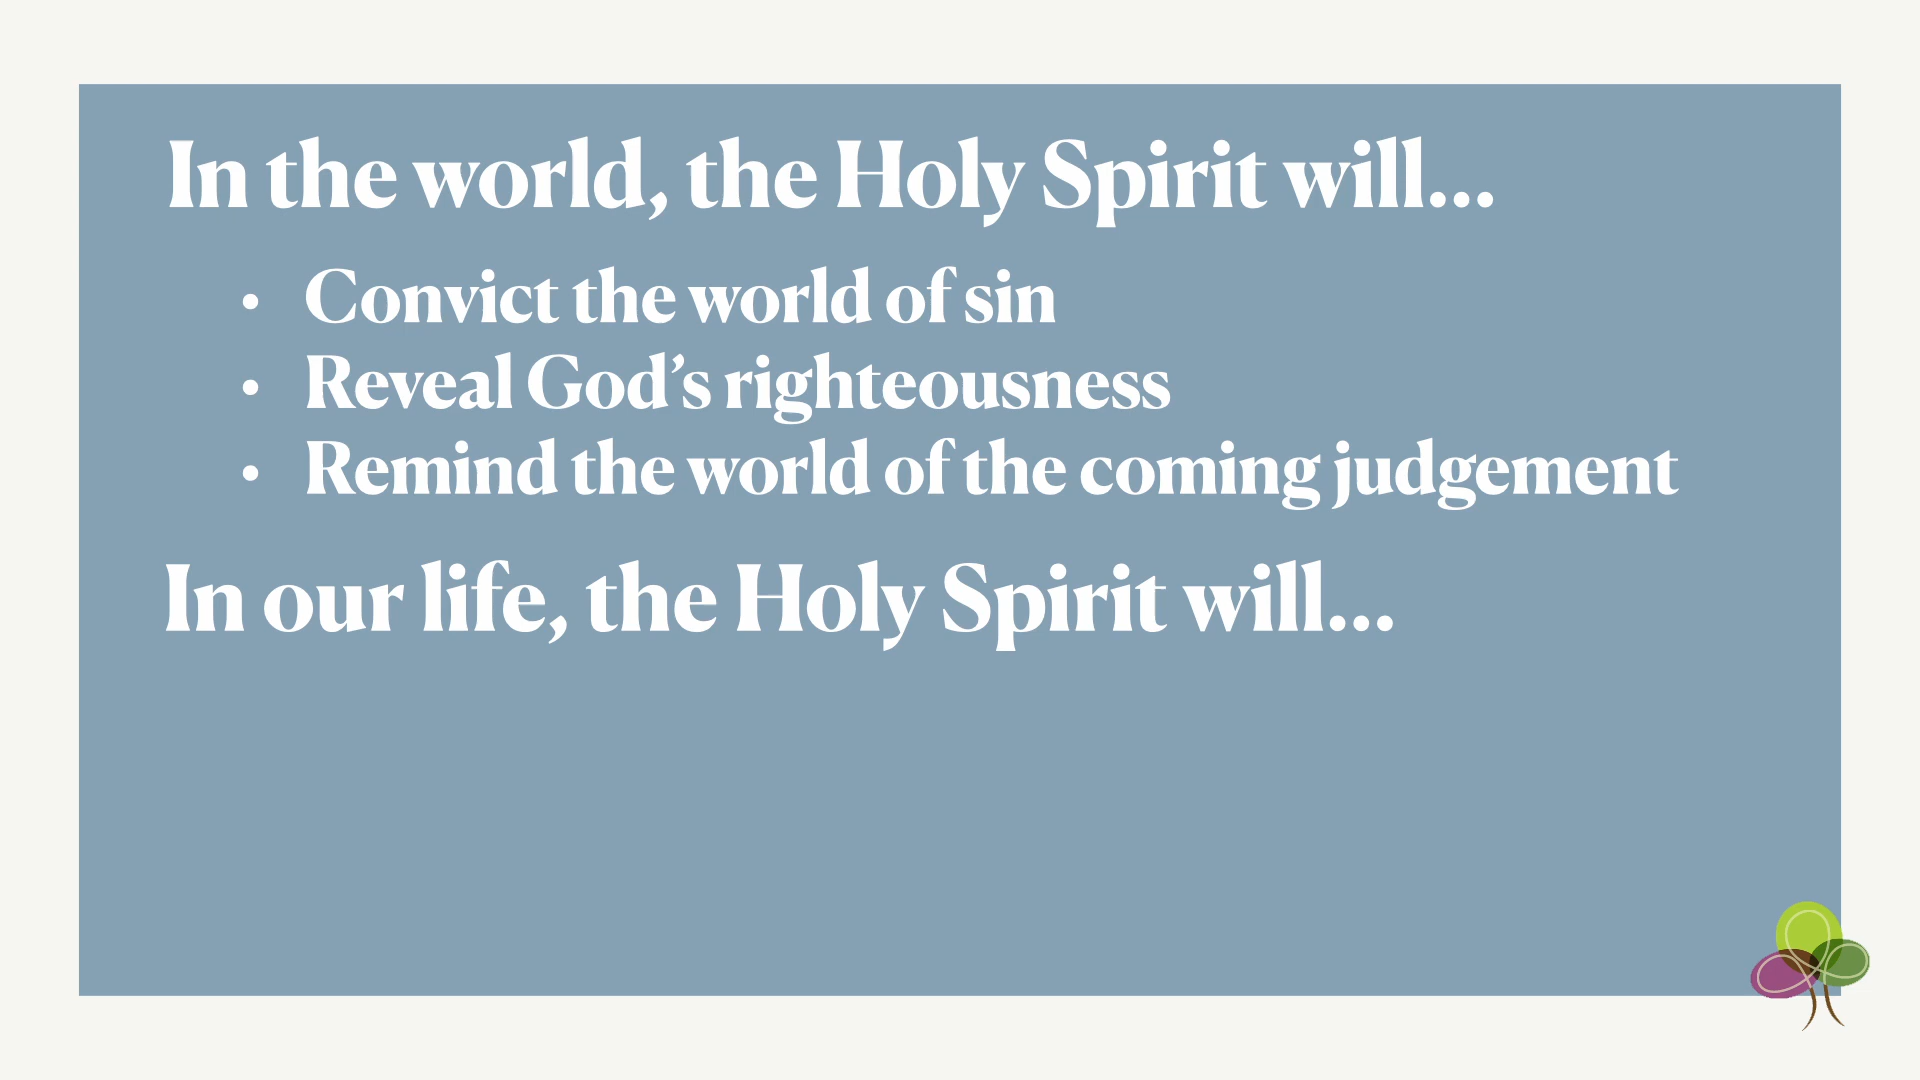 In the world, the Holy Spirit will...
• Convict the world of sin
• Reveal God’s righteousness
• Remind the world of the coming judgement
In our life, the Holy Spirit will...